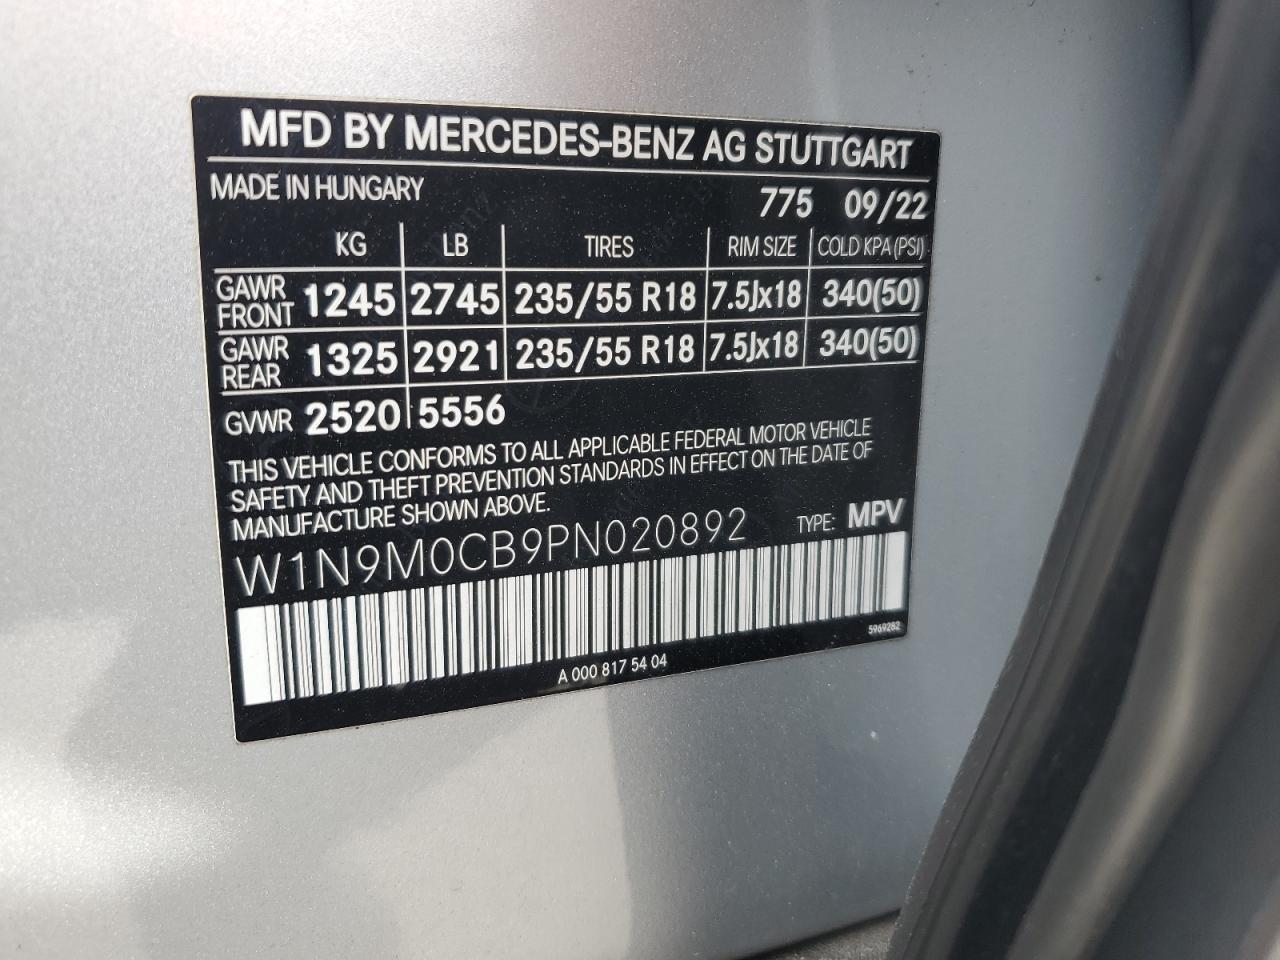 MFD BY MERCEDES-BENZ AG STUTTGART
MADE IN HUNGARY 775 09/22
KG LB TIRES RIM SIZE COLD KPA (PSI)
GAWR FRONT 1245 2745 235/55 R18 7.5Jx18 340(50)
GAWR REAR 1325 2921 235/55 R18 7.5Jx18 340(50)
GVWR 2520 5556
THIS VEHICLE CONFORMS TO ALL APPLICABLE FEDERAL MOTOR VEHICLE
SAFETY AND THEFT PREVENTION STANDARDS IN EFFECT ON THE DATE OF
MANUFACTURE SHOWN ABOVE.
W1N9M0CB9PN020892 TYPE: MPV
5969282
A 000 817 54 04